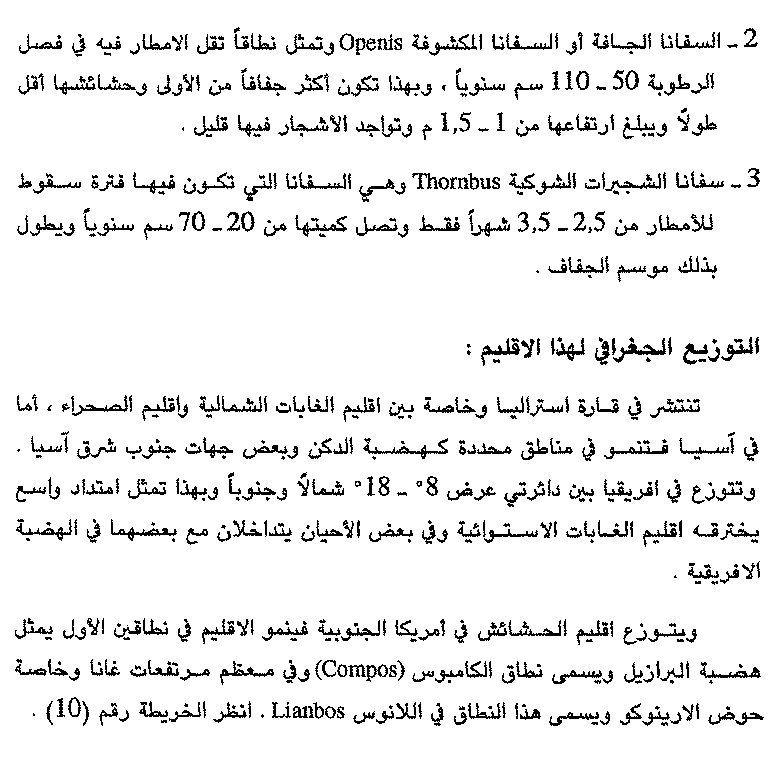 2 ـ السفانا الجافة أو السفانا المكشوفة Openis وتمثل نطاقاً تقل الامطار فيه في فصل
الرطوبة 50 ـ 110 سم سنوياً ، وبهذا تكون أكثر جفافاً من الأولى وحشائشها أقل
طولًا ويبلغ ارتفاعها من 1 ـ 1,5 م وتواجد الأشجار فيها قليل .
3 ـ سفانا الشجيرات الشوكية Thornbus وهي السفانا التي تكون فيها فترة سقوط
للأمطار من 2,5 ـ 3,5 شهراً فقط وتصل كميتها من 20 ـ 70 سم سنوياً ويطول
بذلك موسم الجفاف .
التوزيع الجغرافي لهذا الاقليم :
تنتشر في قارة استراليا وخاصة بين اقليم الغابات الشمالية واقليم الصحراء ، أما
في آسيا فتنمو في مناطق محددة كهضبة الدكن وبعض جهات جنوب شرق آسيا .
وتتوزع في افريقيا بين دائرتي عرض 8° ـ 18° شمالًا وجنوباً وبهذا تمثل امتداد واسع
يخترقه اقليم الغابات الاستوائية وفي بعض الأحيان يتداخلان مع بعضهما في الهضبة
الافريقية .
ويتوزع اقليم الحشائش في أمريكا الجنوبية فينمو الاقليم في نطاقين الأول يمثل
هضبة البرازيل ويسمى نطاق الكامبوس (Compos) وفي معظم مرتفعات غانا وخاصة
حوض الارينوكو ويسمى هذا النطاق في اللانوس Lianbos . انظر الخريطة رقم (10) .